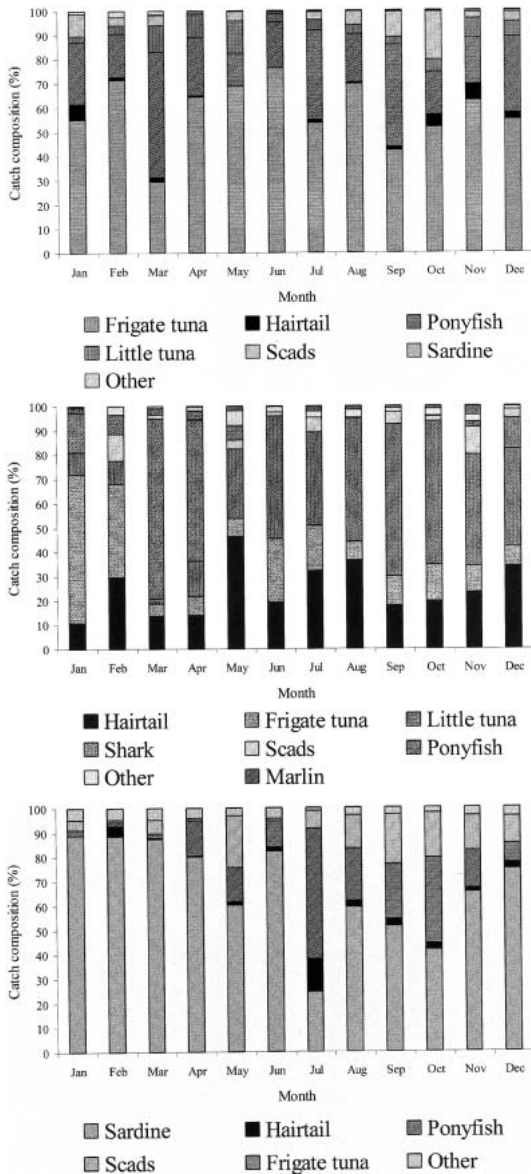 Catch composition (%)
100
90
80
70
60
50
40
30
20
10
0
Jan Feb Mar Apr May Jun Jul Aug Sep Oct Nov Dec
Month
Frigate tuna Hairtail Ponyfish
Little tuna Scads Sardine
Other
Catch composition (%)
100
90
80
70
60
50
40
30
20
10
0
Jan Feb Mar Apr May Jun Jul Aug Sep Oct Nov Dec
Month
Hairtail Frigate tuna Little tuna
Shark Scads Ponyfish
Other Marlin
Catch composition (%)
100
90
80
70
60
50
40
30
20
10
0
Jan Feb Mar Apr May Jun Jul Aug Sep Oct Nov Dec
Month
Sardine Hairtail Ponyfish
Scads Frigate tuna Other